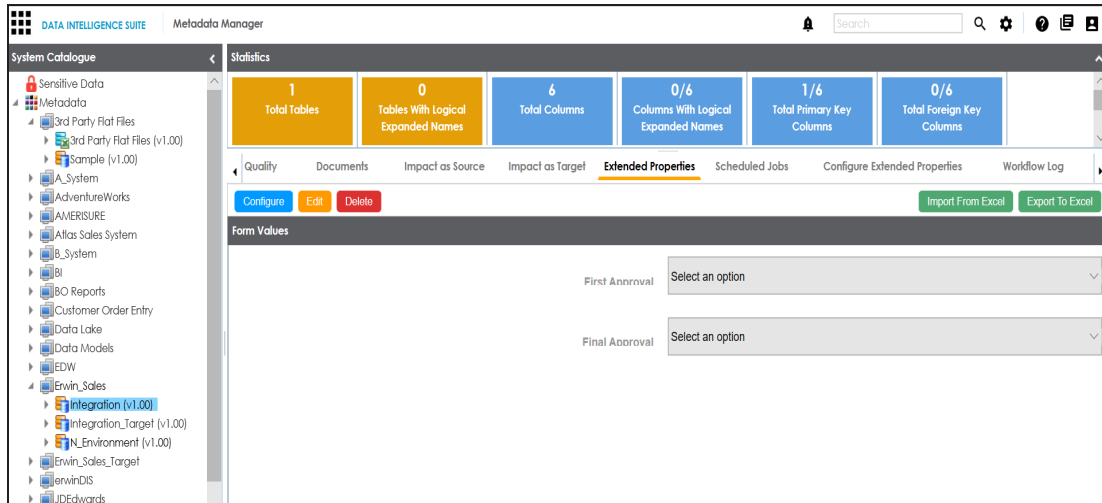 DATA INTELLIGENCE SUITE Metadata Manager Search
System Catalogue
Sensitive Data
Metadata
3rd Party Flat Files
3rd Party Flat Files (v1.00)
Sample (v1.00)
A_System
AdventureWorks
AMERISURE
Atlas Sales System
B_System
BI
BO Reports
Customer Order Entry
Data Lake
Data Models
EDW
Erwin_Sales
Integration (v1.00)
Integration_Target (v1.00)
N_Environment (v1.00)
Erwin_Sales_Target
erwinDIS
JDEdwards
Statistics
1
Total Tables
0
Tables With Logical
Expanded Names
6
Total Columns
0/6
Columns With Logical
Expanded Names
1/6
Total Primary Key
Columns
0/6
Total Foreign Key
Columns
Quality Documents Impact as Source Impact as Target Extended Properties Scheduled Jobs Configure Extended Properties Workflow Log
Configure Edit Delete Import From Excel Export To Excel
Form Values
First Approval Select an option
Final Approval Select an option